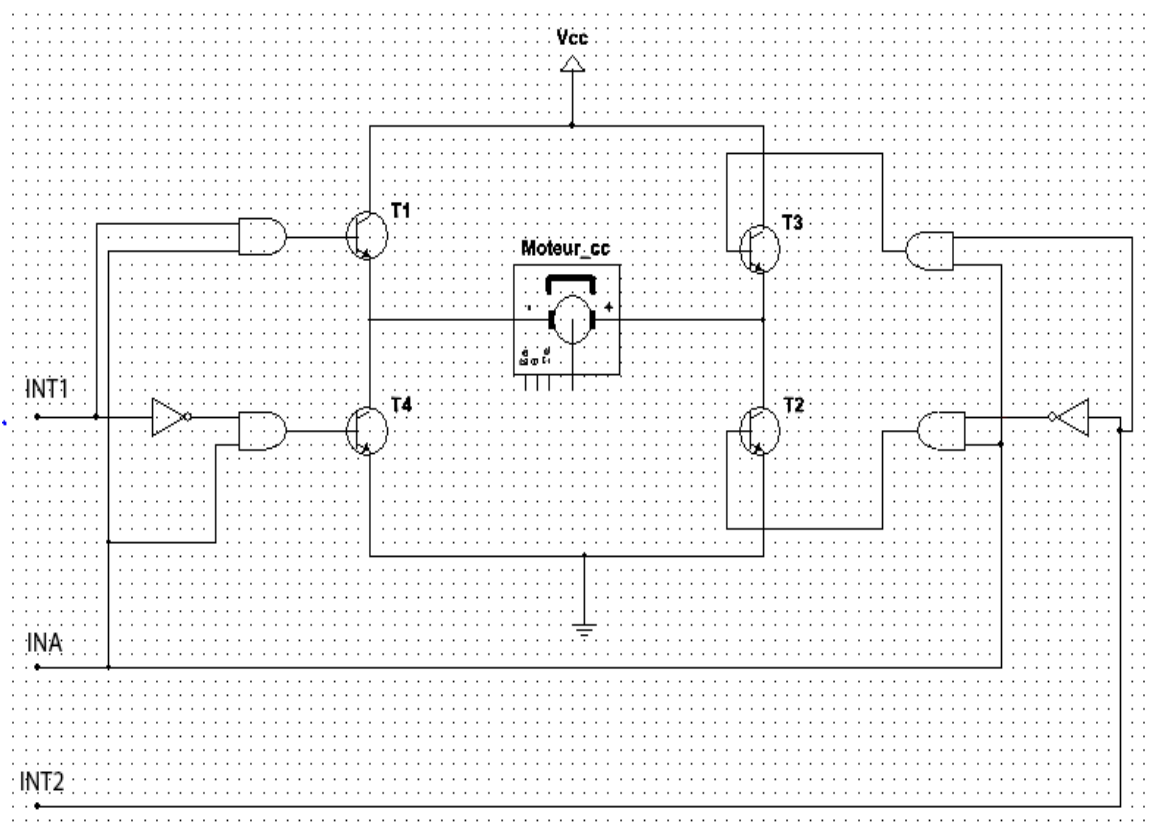 Vcc
T1
T3
Moteur_cc
- +
INT1
T4
T2
INA
INT2